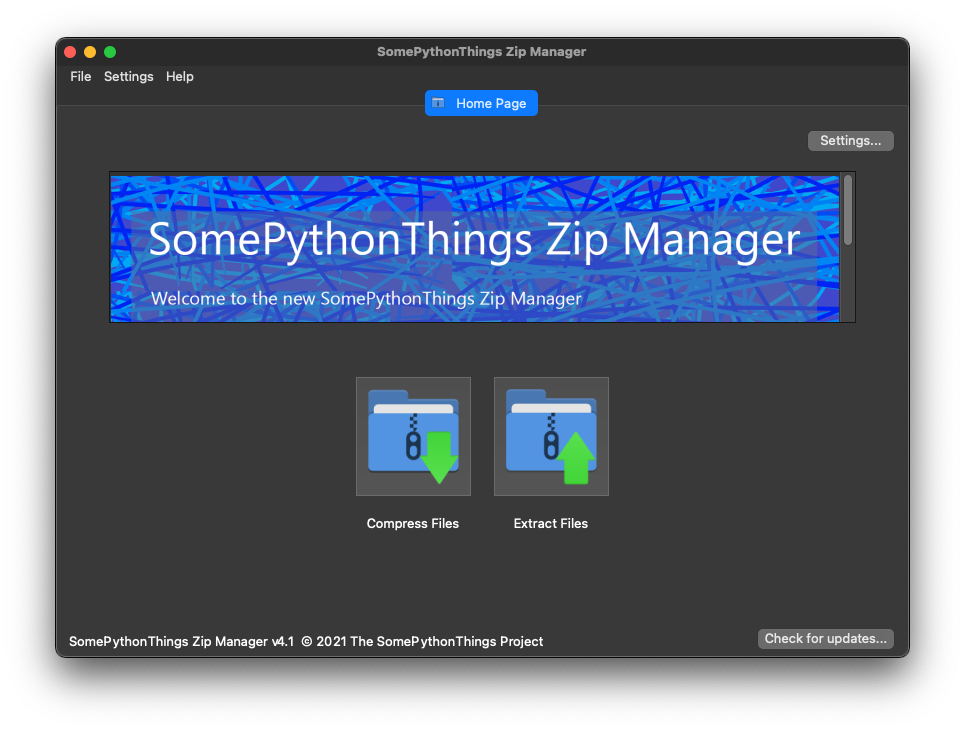 SomePythonThings Zip Manager
File Settings Help
Home Page
Settings...
SomePythonThings Zip Manager
Welcome to the new SomePythonThings Zip Manager
Compress Files
Extract Files
SomePythonThings Zip Manager v4.1 © 2021 The SomePythonThings Project
Check for updates...